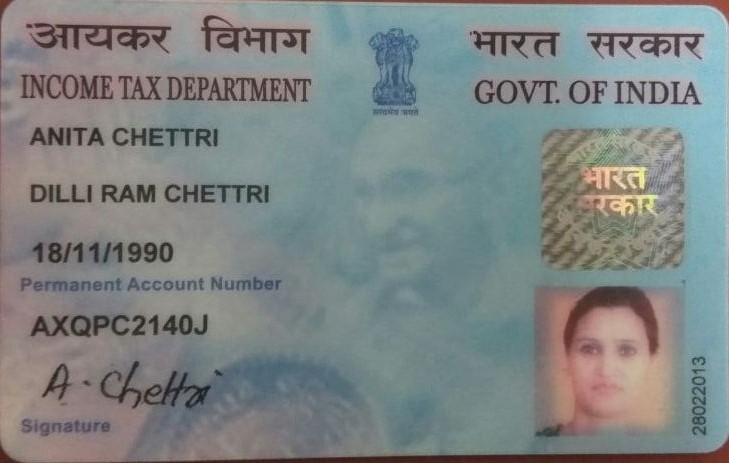 आयकर विभाग
INCOME TAX DEPARTMENT
भारत सरकार
GOVT. OF INDIA
सत्यमेव जयते
ANITA CHETTRI
DILLI RAM CHETTRI
18/11/1990
Permanent Account Number
AXQPC2140J
A. Chettri
Signature
भारत
सरकार
28022013